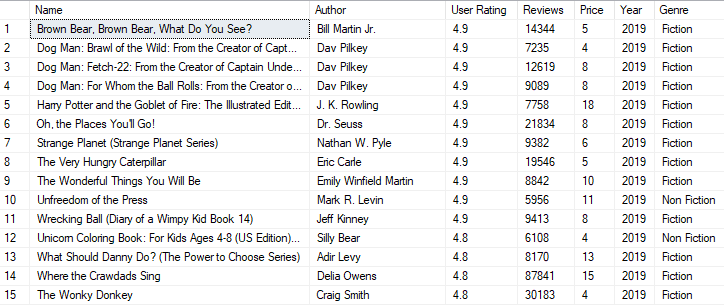 Name Author User Rating Reviews Price Year Genre
1 Brown Bear, Brown Bear, What Do You See? Bill Martin Jr. 4.9 14344 5 2019 Fiction
2 Dog Man: Brawl of the Wild: From the Creator of Capt... Dav Pilkey 4.9 7235 4 2019 Fiction
3 Dog Man: Fetch-22: From the Creator of Captain Unde... Dav Pilkey 4.9 12619 8 2019 Fiction
4 Dog Man: For Whom the Ball Rolls: From the Creator o... Dav Pilkey 4.9 9089 8 2019 Fiction
5 Harry Potter and the Goblet of Fire: The Illustrated Edit... J. K. Rowling 4.9 7758 18 2019 Fiction
6 Oh, the Places You'll Go! Dr. Seuss 4.9 21834 8 2019 Fiction
7 Strange Planet (Strange Planet Series) Nathan W. Pyle 4.9 9382 6 2019 Fiction
8 The Very Hungry Caterpillar Eric Carle 4.9 19546 5 2019 Fiction
9 The Wonderful Things You Will Be Emily Winfield Martin 4.9 8842 10 2019 Fiction
10 Unfreedom of the Press Mark R. Levin 4.9 5956 11 2019 Non Fiction
11 Wrecking Ball (Diary of a Wimpy Kid Book 14) Jeff Kinney 4.9 9413 8 2019 Fiction
12 Unicorn Coloring Book: For Kids Ages 4-8 (US Edition)... Silly Bear 4.8 6108 4 2019 Non Fiction
13 What Should Danny Do? (The Power to Choose Series) Adir Levy 4.8 8170 13 2019 Fiction
14 Where the Crawdads Sing Delia Owens 4.8 87841 15 2019 Fiction
15 The Wonky Donkey Craig Smith 4.8 30183 4 2019 Fiction